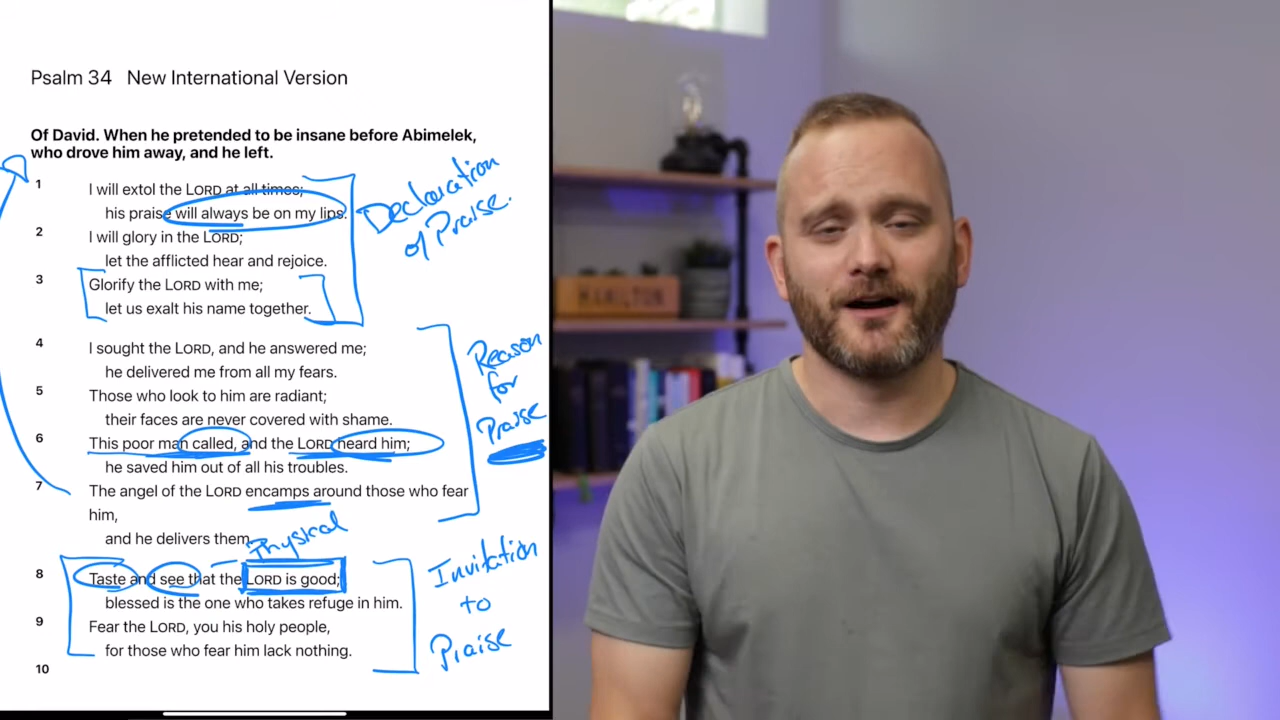 Psalm 34 New International Version
Of David. When he pretended to be insane before Abimelek,
who drove him away, and he left.
1 I will extol the LORD at all times;
his praise will always be on my lips.
2 I will glory in the LORD;
let the afflicted hear and rejoice.
3 Glorify the LORD with me;
let us exalt his name together.
Declaration
of Praise.
4 I sought the LORD, and he answered me;
he delivered me from all my fears.
5 Those who look to him are radiant;
their faces are never covered with shame.
6 This poor man called, and the LORD heard him;
he saved him out of all his troubles.
7 The angel of the LORD encamps around those who fear
him,
and he delivers them.
Reason
for
Praise
Physical
8 Taste and see that the LORD is good;
blessed is the one who takes refuge in him.
9 Fear the LORD, you his holy people,
for those who fear him lack nothing.
10
Invitation
to
Praise
HAMILTON